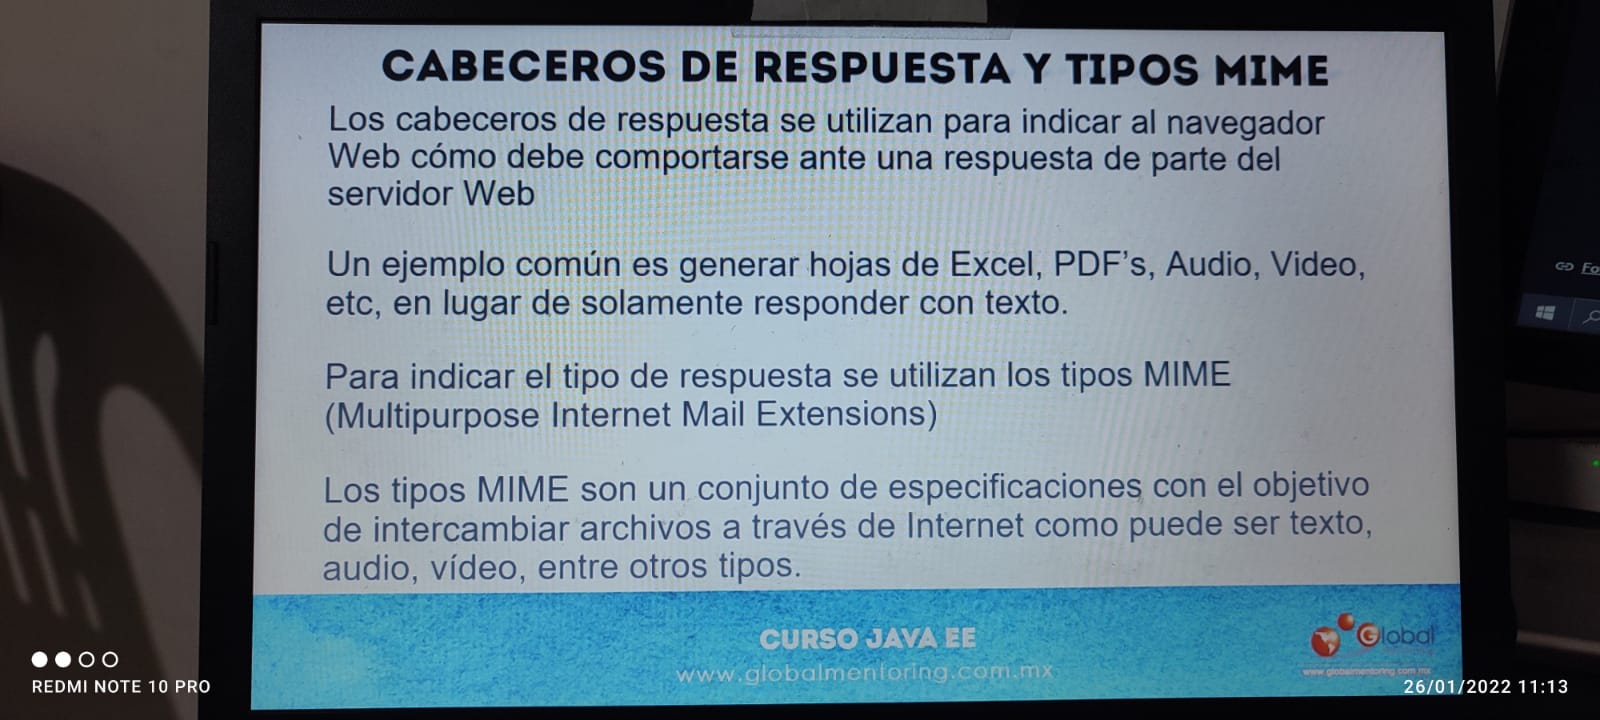 CABECEROS DE RESPUESTA Y TIPOS MIME
Los cabeceros de respuesta se utilizan para indicar al navegador
Web cómo debe comportarse ante una respuesta de parte del
servidor Web
Un ejemplo común es generar hojas de Excel, PDF's, Audio, Video,
etc, en lugar de solamente responder con texto.
Para indicar el tipo de respuesta se utilizan los tipos MIME
(Multipurpose Internet Mail Extensions)
Los tipos MIME son un conjunto de especificaciones con el objetivo
de intercambiar archivos a través de Internet como puede ser texto,
audio, vídeo, entre otros tipos.
CURSO JAVA EE
www.globalmentoring.com.mx
Global
www.globalmentoring.com.mx
REDMI NOTE 10 PRO
26/01/2022 11:13